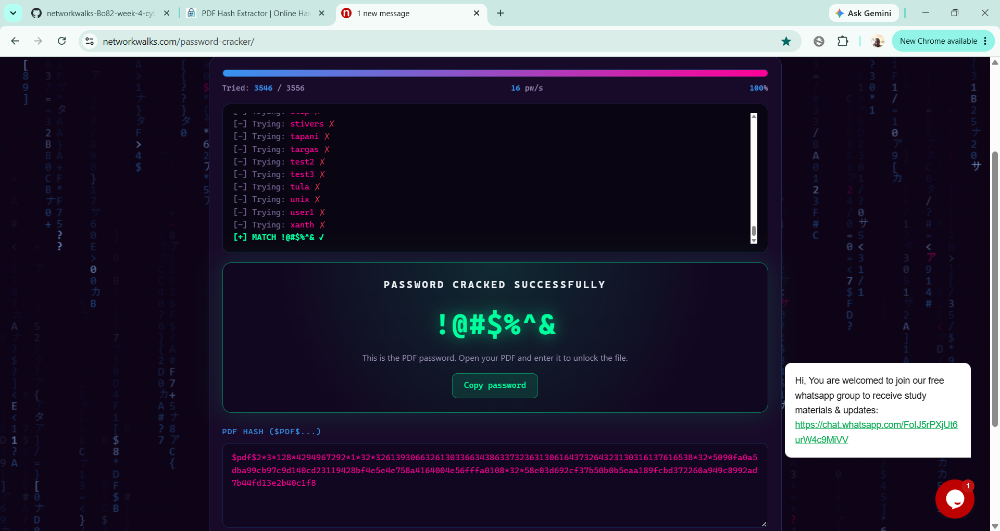 networkwalks-Bo82-week-4-cyb
PDF Hash Extractor | Online Has
1 new message
Ask Gemini
networkwalks.com/password-cracker/
New Chrome available
Tried: 3546 / 3556
16 pw/s
100%
[-] Trying: stivers ✗
[-] Trying: tapani ✗
[-] Trying: targas ✗
[-] Trying: test2 ✗
[-] Trying: test3 ✗
[-] Trying: tula ✗
[-] Trying: unix ✗
[-] Trying: user1 ✗
[-] Trying: xanth ✗
[+] MATCH !@#$%^& ✓
PASSWORD CRACKED SUCCESSFULLY
!@#$%^&
This is the PDF password. Open your PDF and enter it to unlock the file.
Copy password
PDF HASH ($PDF$...)
$pdf$2*3*128*4294967292*1*32*3261393066326130336634386337323631306164373264323130316137616538*32*5090fa0a5
dba99cb97c9d140cd23119428bf4e5e4e758a4164004e56fffa0108*32*58e03d692cf37b50b0b5eaa189fcbd372260a949c8992ad
7b44fd13e2b40c1f8
Hi, You are welcomed to join our free
whatsapp group to receive study
materials & updates:
https://chat.whatsapp.com/FoIJ5rPXjUt6
urW4c9MiVV
1